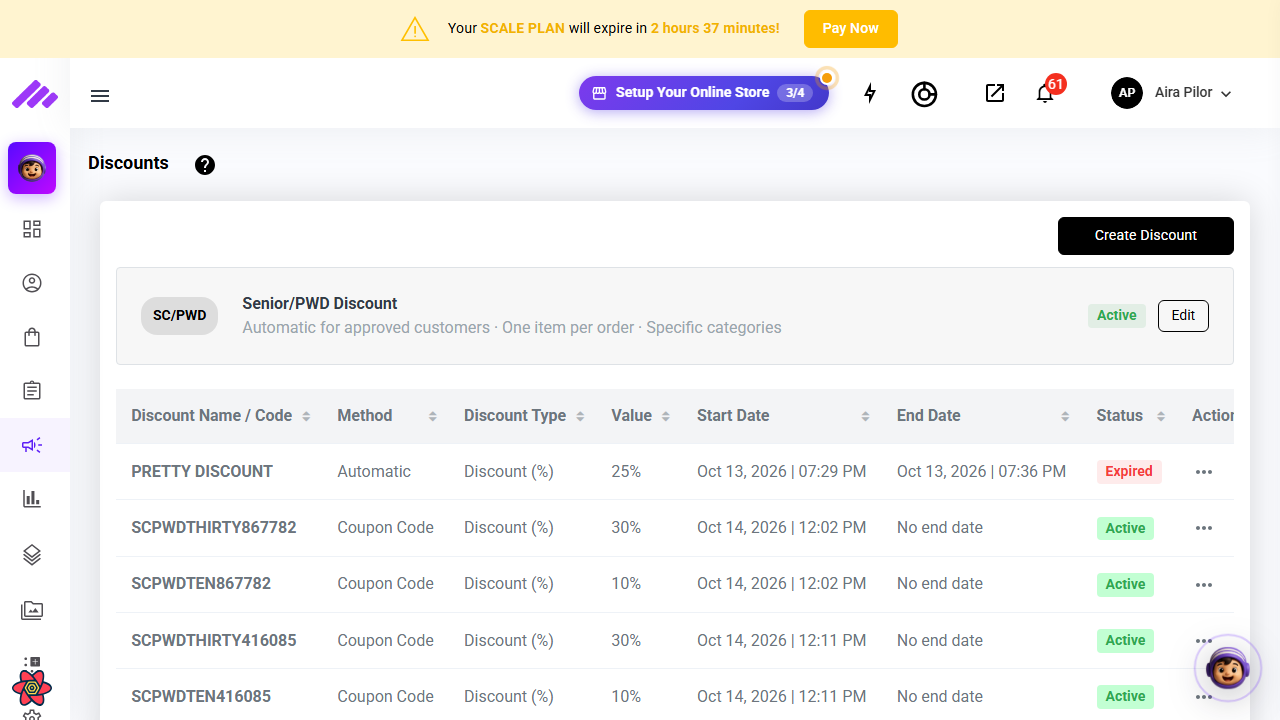 Your SCALE PLAN will expire in 2 hours 37 minutes!
Pay Now
Setup Your Online Store 3/4
61
AP
Aira Pilor
Discounts
Create Discount
SC/PWD
Senior/PWD Discount
Automatic for approved customers · One item per order · Specific categories
Active
Edit
Discount Name / Code Method Discount Type Value Start Date End Date Status Action
PRETTY DISCOUNT Automatic Discount (%) 25% Oct 13, 2026 | 07:29 PM Oct 13, 2026 | 07:36 PM Expired
SCPWDTHIRTY867782 Coupon Code Discount (%) 30% Oct 14, 2026 | 12:02 PM No end date Active
SCPWDTEN867782 Coupon Code Discount (%) 10% Oct 14, 2026 | 12:02 PM No end date Active
SCPWDTHIRTY416085 Coupon Code Discount (%) 30% Oct 14, 2026 | 12:11 PM No end date Active
SCPWDTEN416085 Coupon Code Discount (%) 10% Oct 14, 2026 | 12:11 PM No end date Active